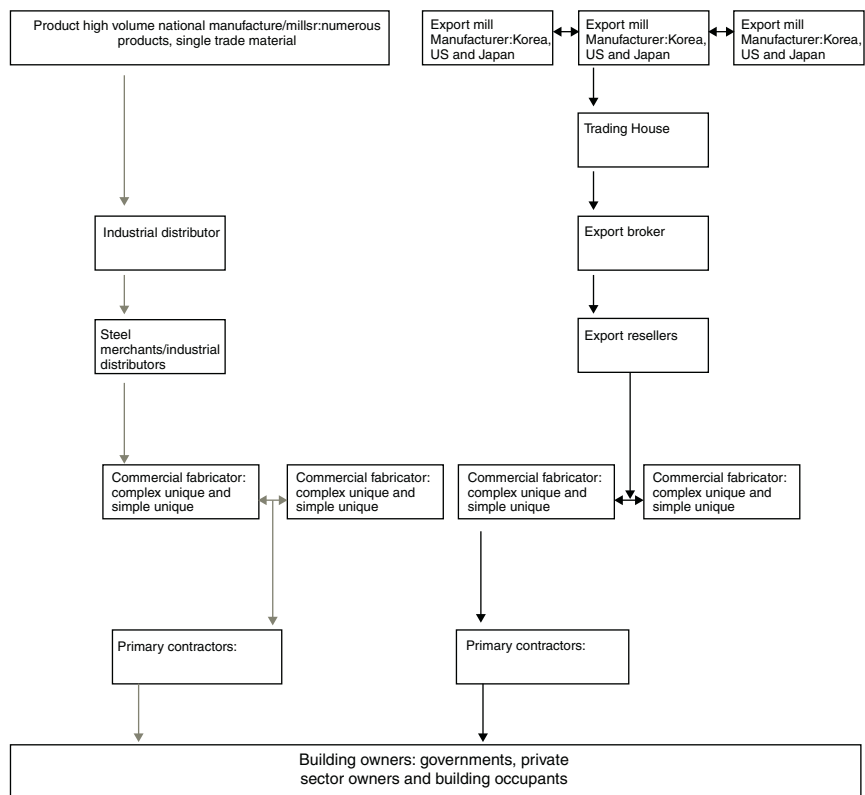 Product high volume national manufacture/millsr:numerous
products, single trade material
Export mill
Manufacturer:Korea,
US and Japan
Export mill
Manufacturer:Korea,
US and Japan
Export mill
Manufacturer:Korea,
US and Japan
Trading House
Industrial distributor
Export broker
Steel
merchants/industrial
distributors
Export resellers
Commercial fabricator:
complex unique and
simple unique
Commercial fabricator:
complex unique and
simple unique
Commercial fabricator:
complex unique and
simple unique
Commercial fabricator:
complex unique and
simple unique
Primary contractors:
Primary contractors:
Building owners: governments, private
sector owners and building occupants